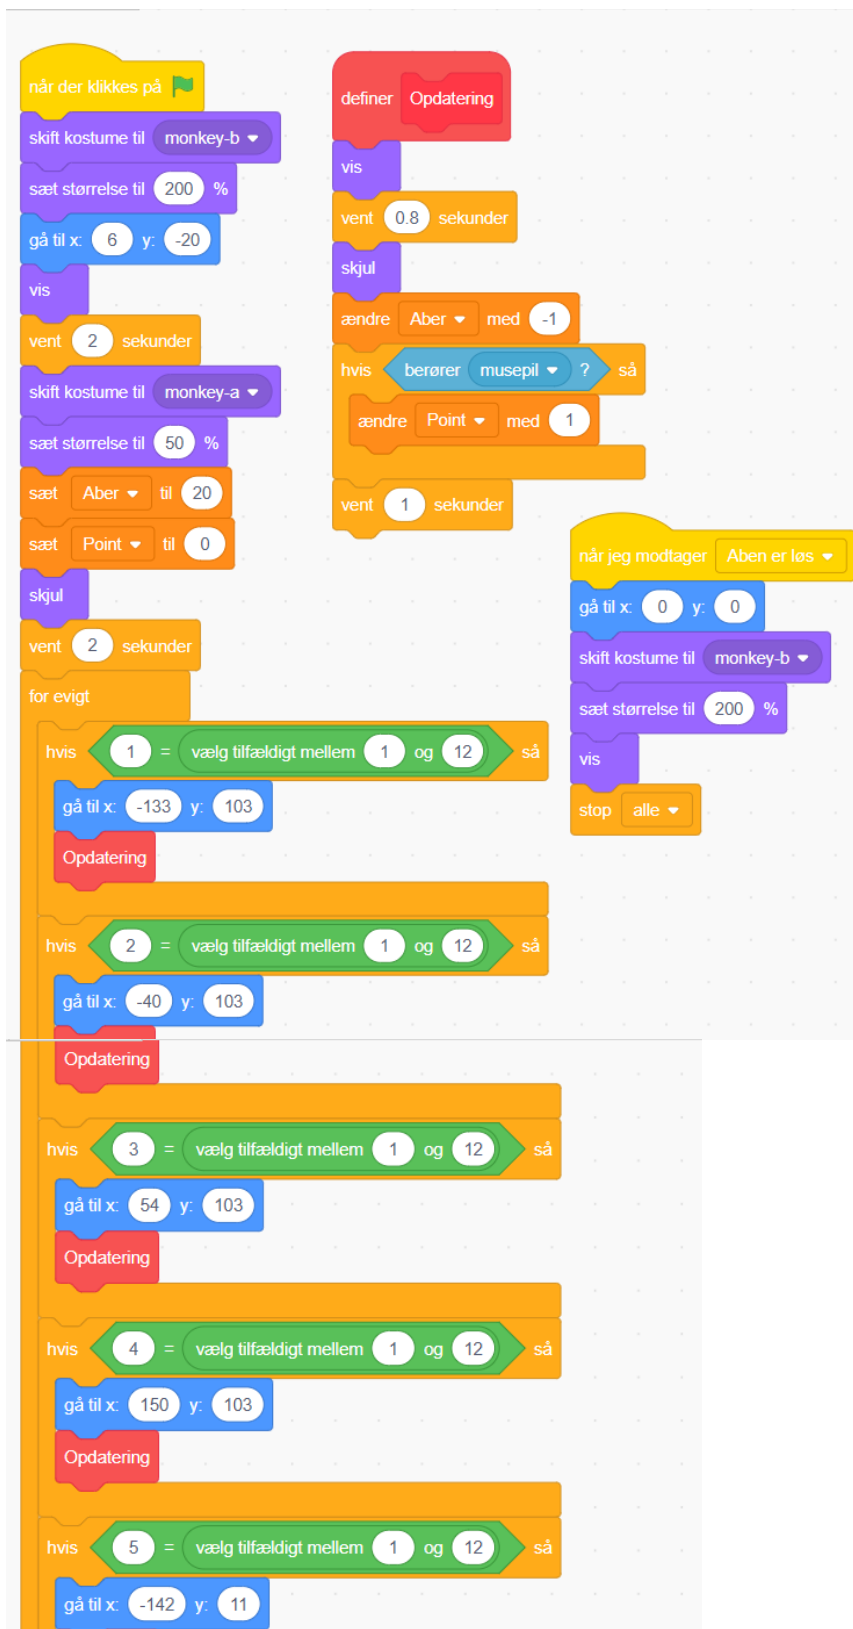 når der klikkes på
skift kostume til monkey-b
sæt størrelse til 200 %
gå til x: 6 y: -20
vis
vent 2 sekunder
skift kostume til monkey-a
sæt størrelse til 50 %
sæt Aber til 20
sæt Point til 0
skjul
vent 2 sekunder
for evigt
hvis 1 = vælg tilfældigt mellem 1 og 12 så
gå til x: -133 y: 103
Opdatering
hvis 2 = vælg tilfældigt mellem 1 og 12 så
gå til x: -40 y: 103
Opdatering
hvis 3 = vælg tilfældigt mellem 1 og 12 så
gå til x: 54 y: 103
Opdatering
hvis 4 = vælg tilfældigt mellem 1 og 12 så
gå til x: 150 y: 103
Opdatering
hvis 5 = vælg tilfældigt mellem 1 og 12 så
gå til x: -142 y: 11
definer Opdatering
vis
vent 0.8 sekunder
skjul
ændre Aber med -1
hvis berører musepil ? så
ændre Point med 1
vent 1 sekunder
når jeg modtager Aben er løs
gå til x: 0 y: 0
skift kostume til monkey-b
sæt størrelse til 200 %
vis
stop alle